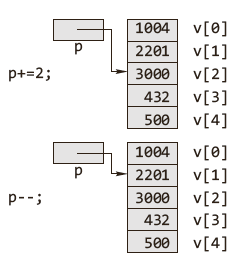 1004 v[0]
p 2201 v[1]
p+=2; 3000 v[2]
432 v[3]
500 v[4]
1004 v[0]
p 2201 v[1]
p--; 3000 v[2]
432 v[3]
500 v[4]